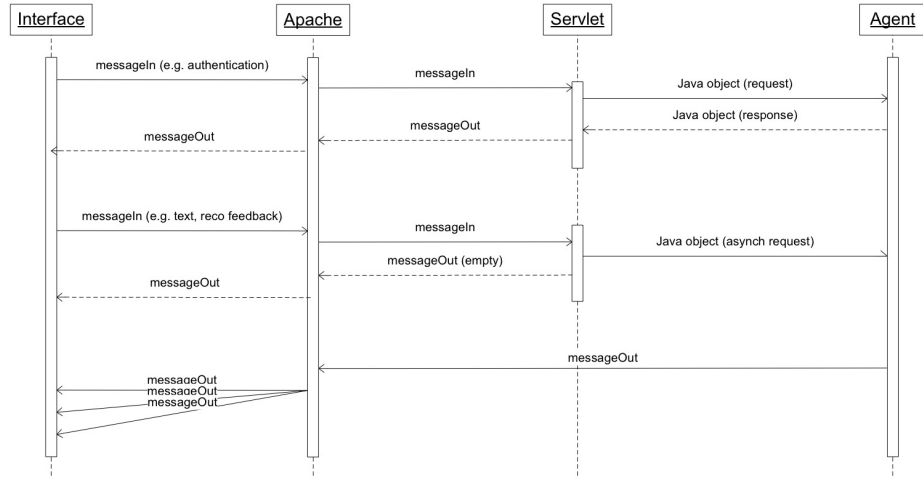 Interface
Apache
Servlet
Agent
messageIn (e.g. authentication)
messageIn
Java object (request)
Java object (response)
messageOut
messageOut
messageIn (e.g. text, reco feedback)
messageIn
Java object (asynch request)
messageOut (empty)
messageOut
messageOut
messageOut
messageOut
messageOut